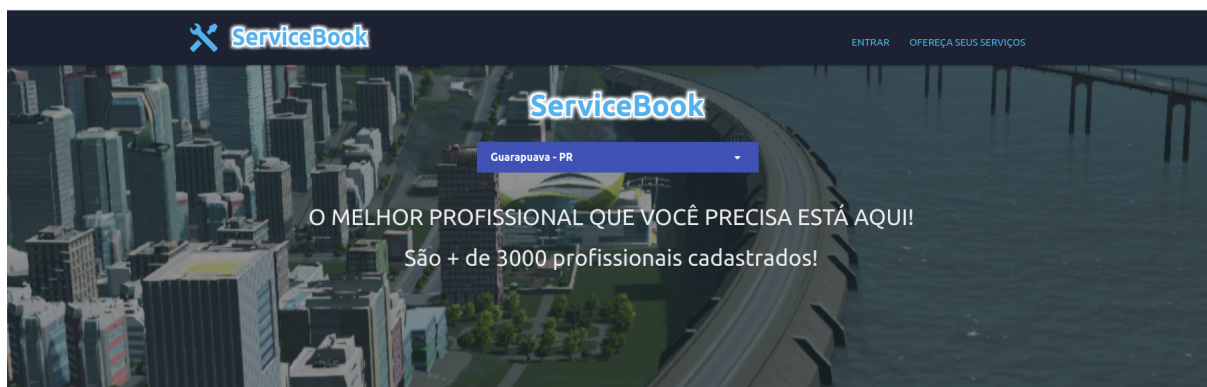 ServiceBook
ENTRAR OFEREÇA SEUS SERVIÇOS
ServiceBook
Guarapuava - PR
O MELHOR PROFISSIONAL QUE VOCÊ PRECISA ESTÁ AQUI!
São + de 3000 profissionais cadastrados!